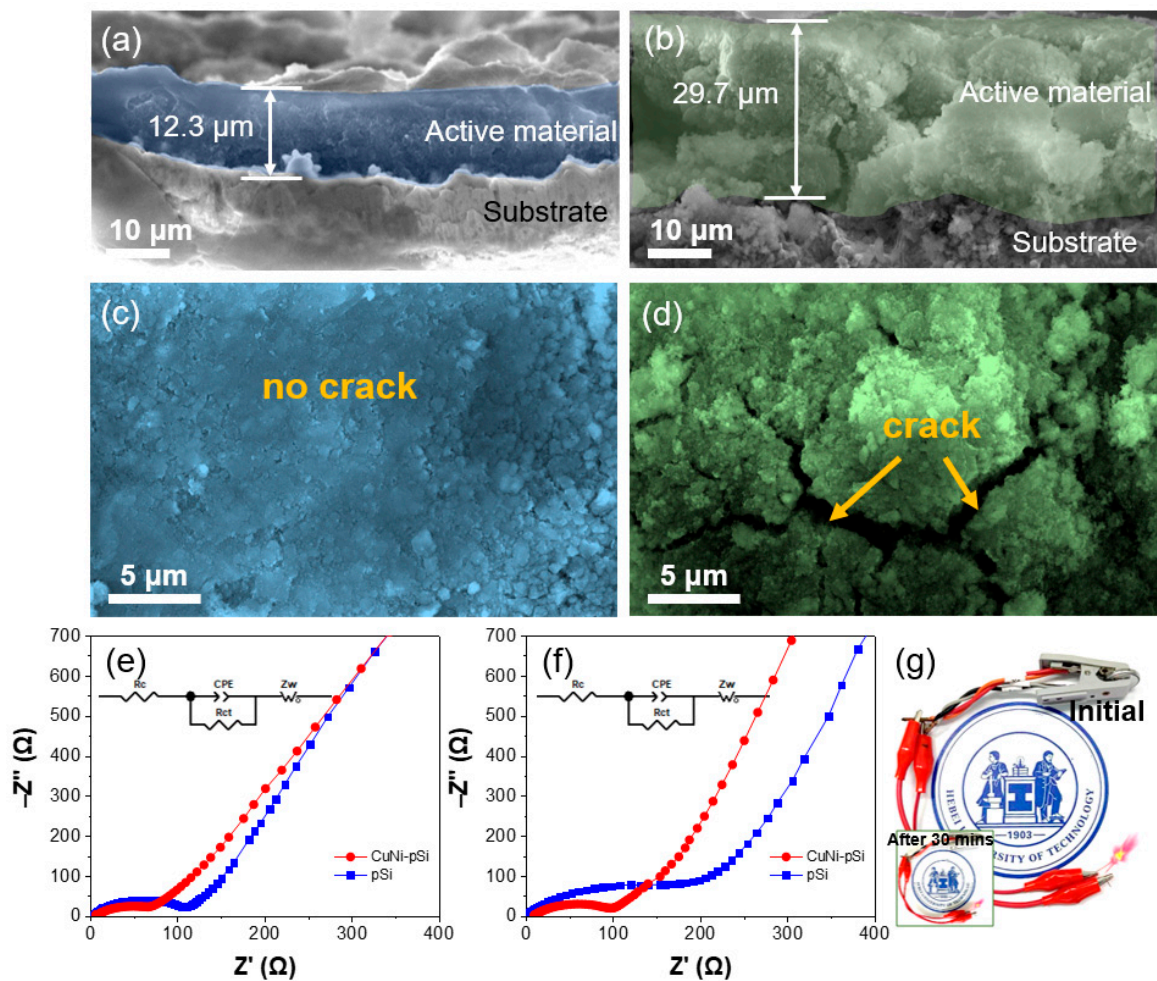 (a)
12.3 µm
Active material
Substrate
10 µm
(b)
29.7 µm
Active material
Substrate
10 µm
(c)
no crack
5 µm
(d)
crack
5 µm
(e)
Rc
CPE
Zw
Rct
700
600
500
400
300
200
100
0
−Z'' (Ω)
CuNi-pSi
pSi
0
100
200
300
400
Z' (Ω)
(f)
Rc
CPE
Zw
Rct
700
600
500
400
300
200
100
0
−Z'' (Ω)
CuNi-pSi
pSi
0
100
200
300
400
Z' (Ω)
(g)
Initial
1903
HEBEI
RSITY OF TECHNOLOGY
After 30 mins